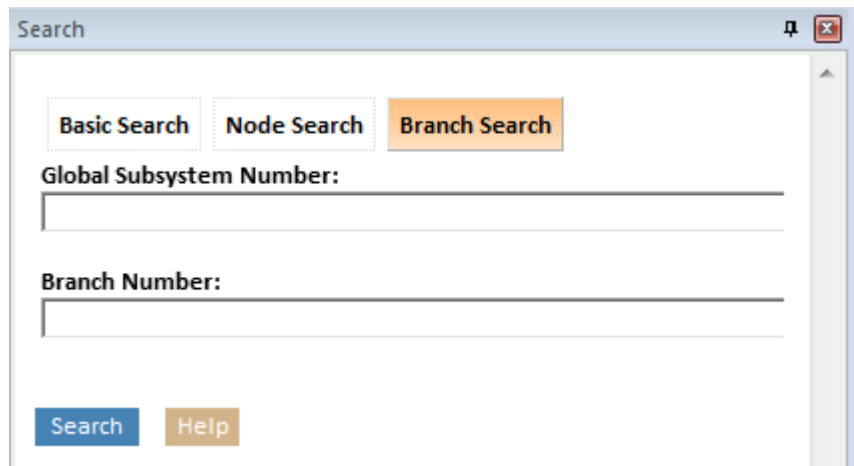 Search
Basic Search Node Search Branch Search
Global Subsystem Number:
Branch Number:
Search Help